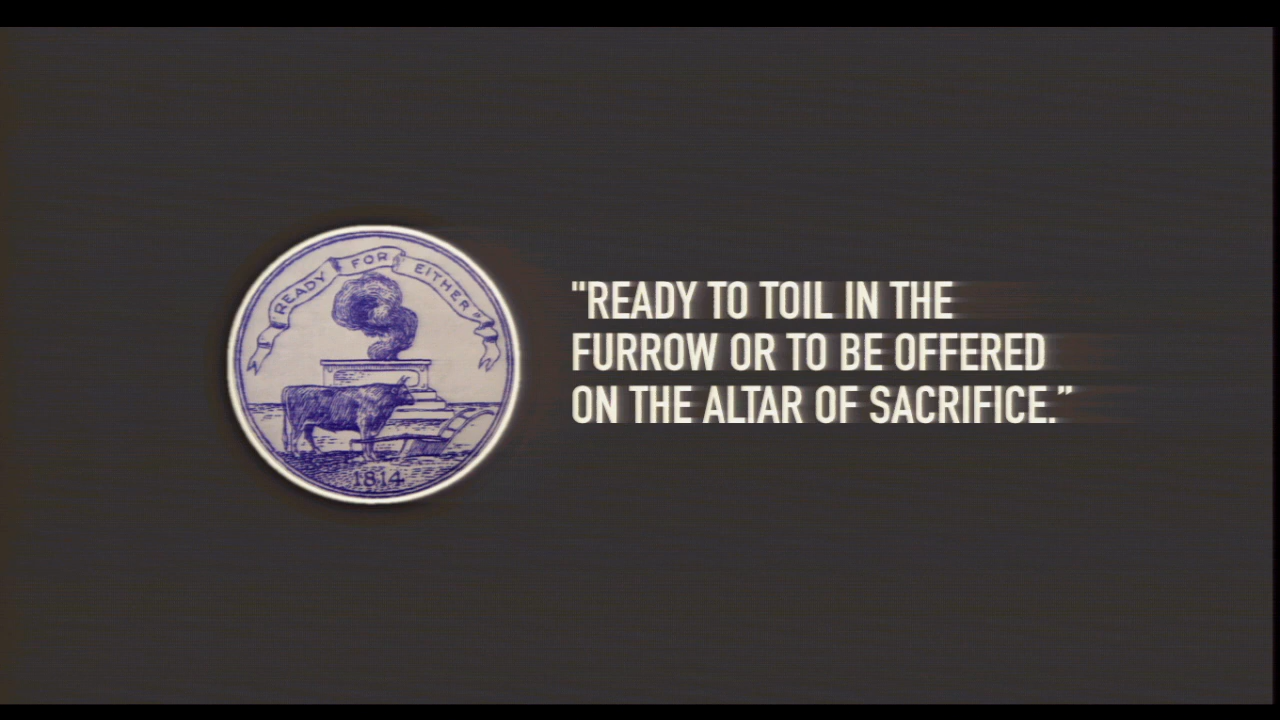 READY FOR EITHER
1814
"READY TO TOIL IN THE
FURROW OR TO BE OFFERED
ON THE ALTAR OF SACRIFICE."